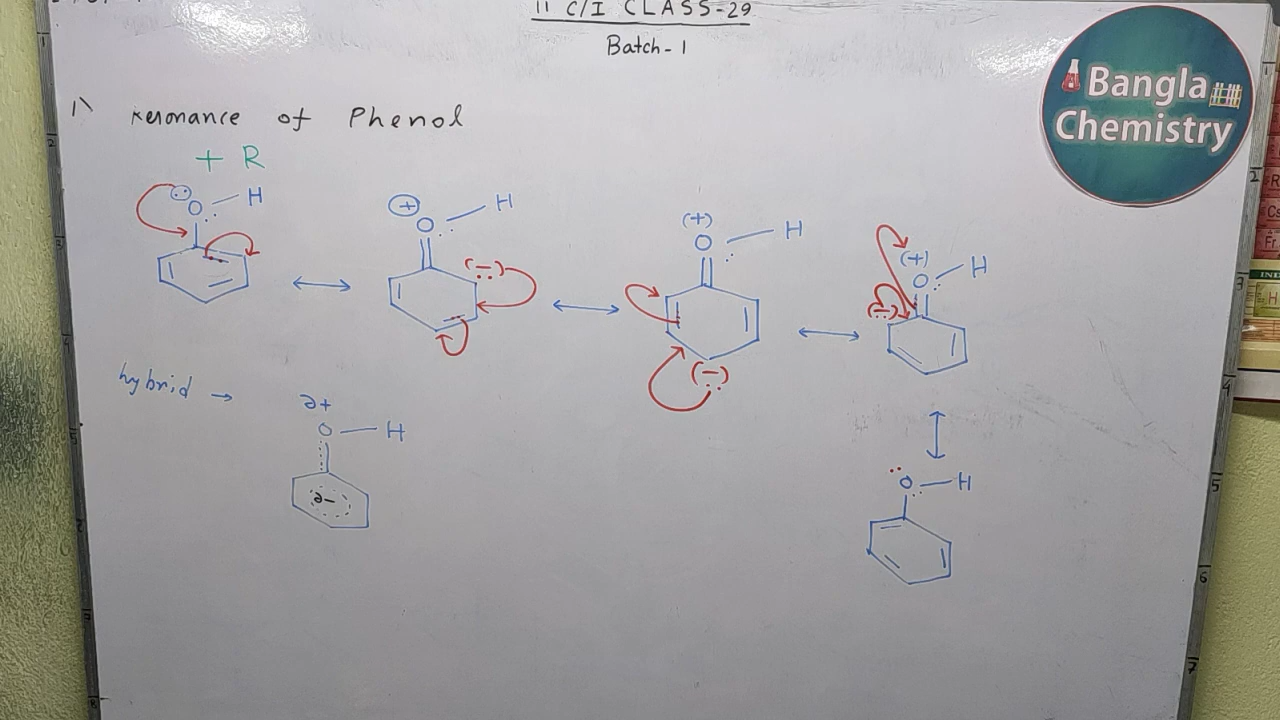 11 C/I CLASS-29
Batch-1
Bangla
Chemistry
1) resonance of Phenol
+ R
O H
(+) O H
(–)
(+) O H
(–)
(+) O H
(–)
hybrid →
∂+
O H
∂–
O H